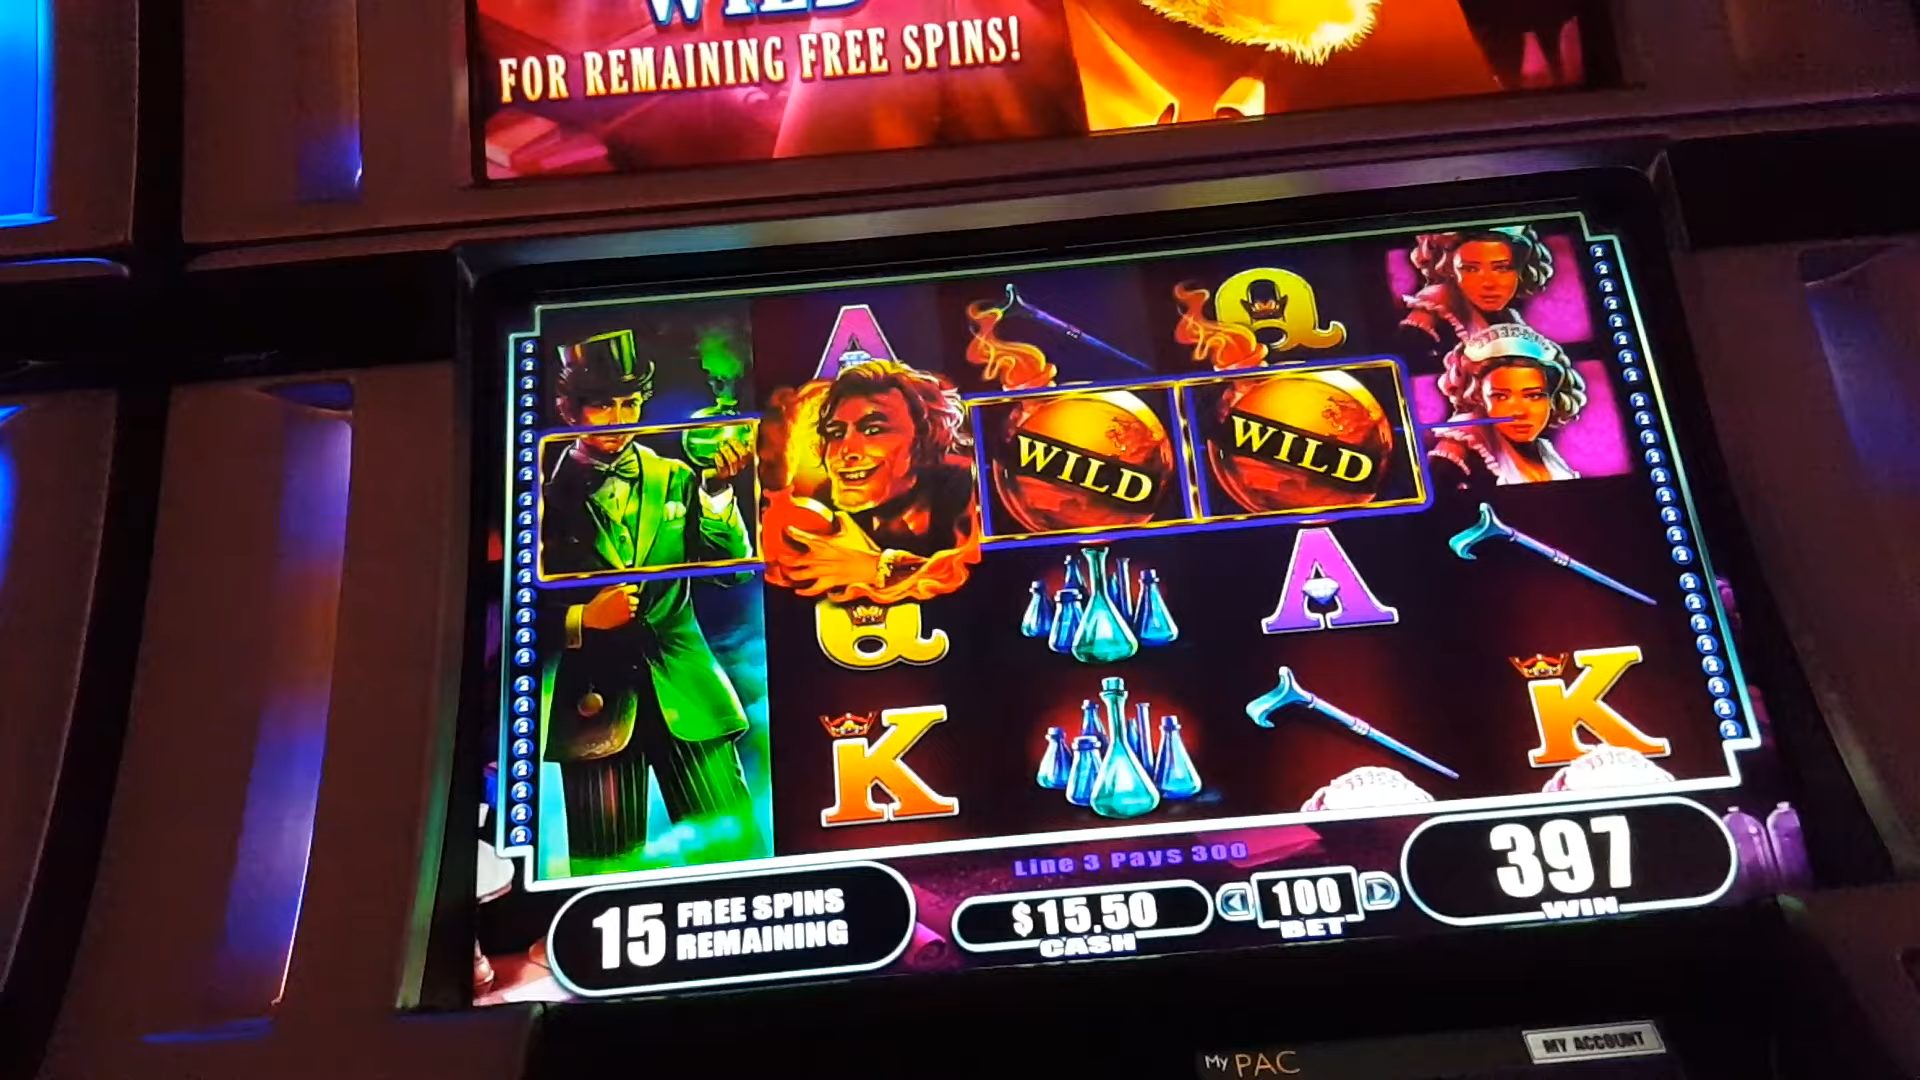 WILD
FOR REMAINING FREE SPINS!
A
Q
WILD
WILD
Q
A
K
K
Line 3 Pays 300
15 FREE SPINS
REMAINING
$15.50
CASH
100
BET
397
WIN
MY PAC
MY ACCOUNT